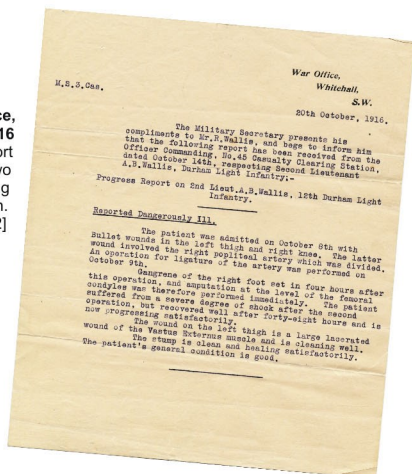 ce,
16
ort
wo
ng
n.
2]
War Office,
Whitehall,
S.W.
M.S.3.Cas.
20th October, 1916.
The Military Secretary presents his
compliments to Mr.R.Wallis, and begs to inform him
that the following report has been received from the
Officer Commanding, No.45 Casualty Clearing Station,
dated October 14th, respecting Second Lieutenant
A.B.Wallis, Durham Light Infantry:-
Progress Report on 2nd Lieut.A.B.Wallis, 12th Durham Light
Infantry.
Reported Dangerously Ill.
The patient was admitted on October 8th with
Bullet wounds in the left thigh and right knee. The latter
wound involved the right popliteal artery which was divided.
An operation for ligature of the artery was performed on
October 9th.
Gangrene of the right foot set in four hours after
this operation, and amputation at the level of the femoral
condyles was therefore performed immediately. The patient
suffered from a severe degree of shock after the second
operation, but recovered well after forty-eight hours and is
now progressing satisfactorily.
The wound on the left thigh is a large lacerated
wound of the Vastus Externus muscle and is cleaning well.
The stump is clean and healing satisfactorily.
The patient's general condition is good.